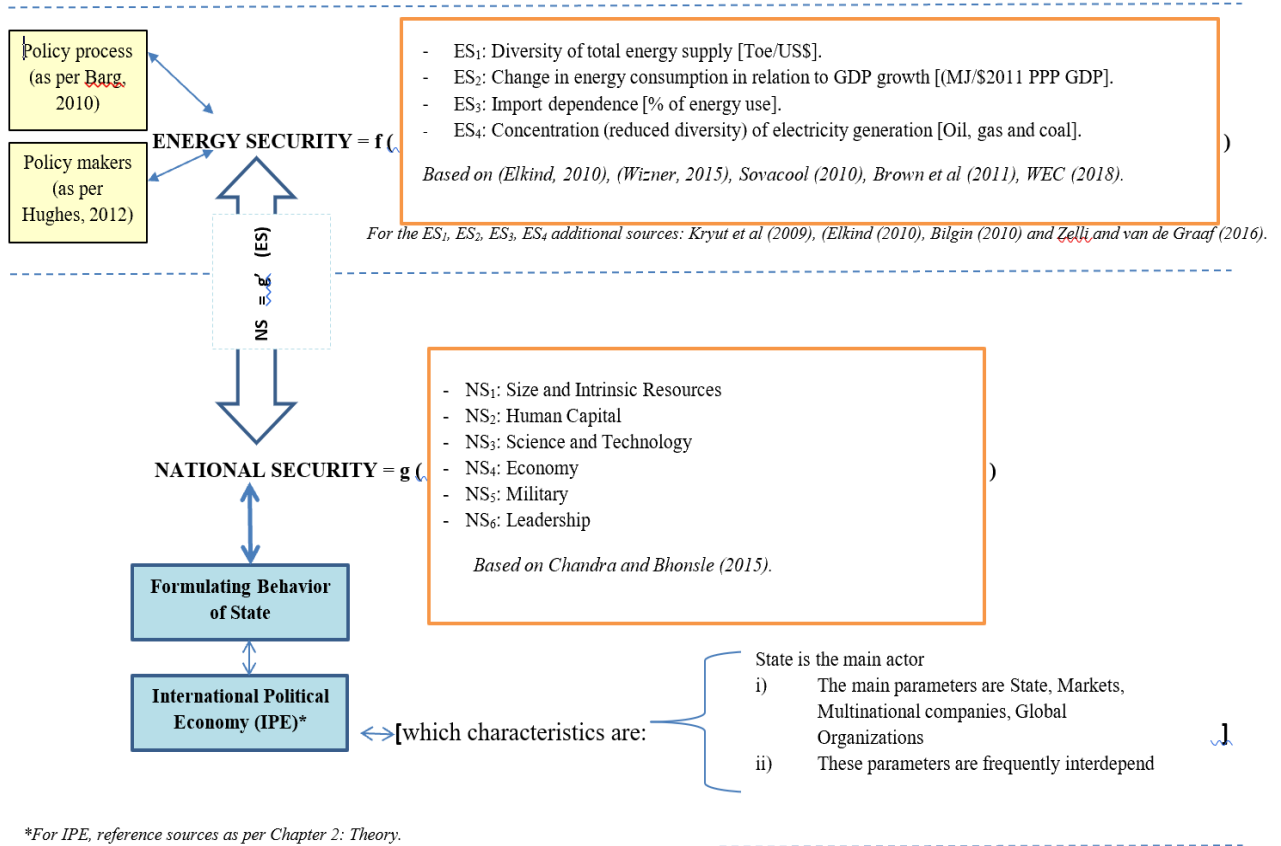 Policy process
(as per Barg,
2010)
Policy makers
(as per
Hughes, 2012)
ENERGY SECURITY = f (
- ES₁: Diversity of total energy supply [Toe/US$].
- ES₂: Change in energy consumption in relation to GDP growth [(MJ/$2011 PPP GDP].
- ES₃: Import dependence [% of energy use].
- ES₄: Concentration (reduced diversity) of electricity generation [Oil, gas and coal].
Based on (Elkind, 2010), (Wizner, 2015), Sovacool (2010), Brown et al (2011), WEC (2018).
)
For the ES₁, ES₂, ES₃, ES₄ additional sources: Kryut et al (2009), (Elkind (2010), Bilgin (2010) and Zelli and van de Graaf (2016).
NS = g′ (ES)
NATIONAL SECURITY = g (
- NS₁: Size and Intrinsic Resources
- NS₂: Human Capital
- NS₃: Science and Technology
- NS₄: Economy
- NS₅: Military
- NS₆: Leadership
Based on Chandra and Bhonsle (2015).
)
Formulating Behavior
of State
International Political
Economy (IPE)*
[which characteristics are:
State is the main actor
i) The main parameters are State, Markets,
Multinational companies, Global
Organizations
ii) These parameters are frequently interdepend
]
*For IPE, reference sources as per Chapter 2: Theory.